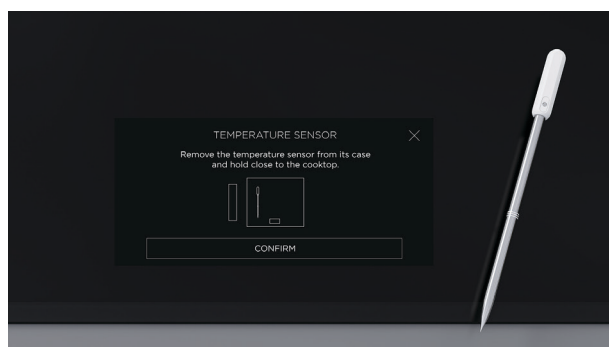 TEMPERATURE SENSOR
Remove the temperature sensor from its case
and hold close to the cooktop.
CONFIRM